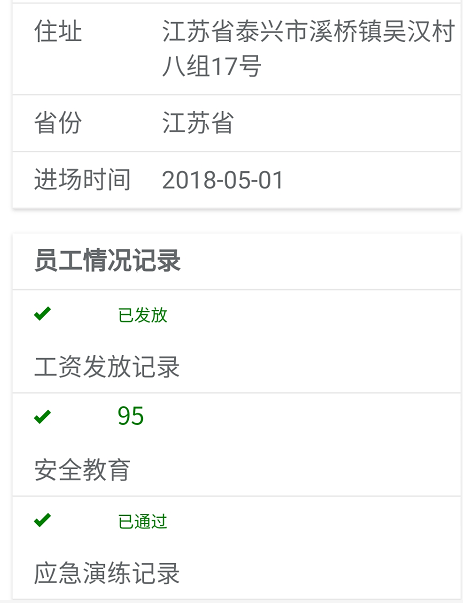 住址 江苏省泰兴市溪桥镇吴汉村
八组17号
省份 江苏省
进场时间 2018-05-01
员工情况记录
已发放
工资发放记录
95
安全教育
已通过
应急演练记录